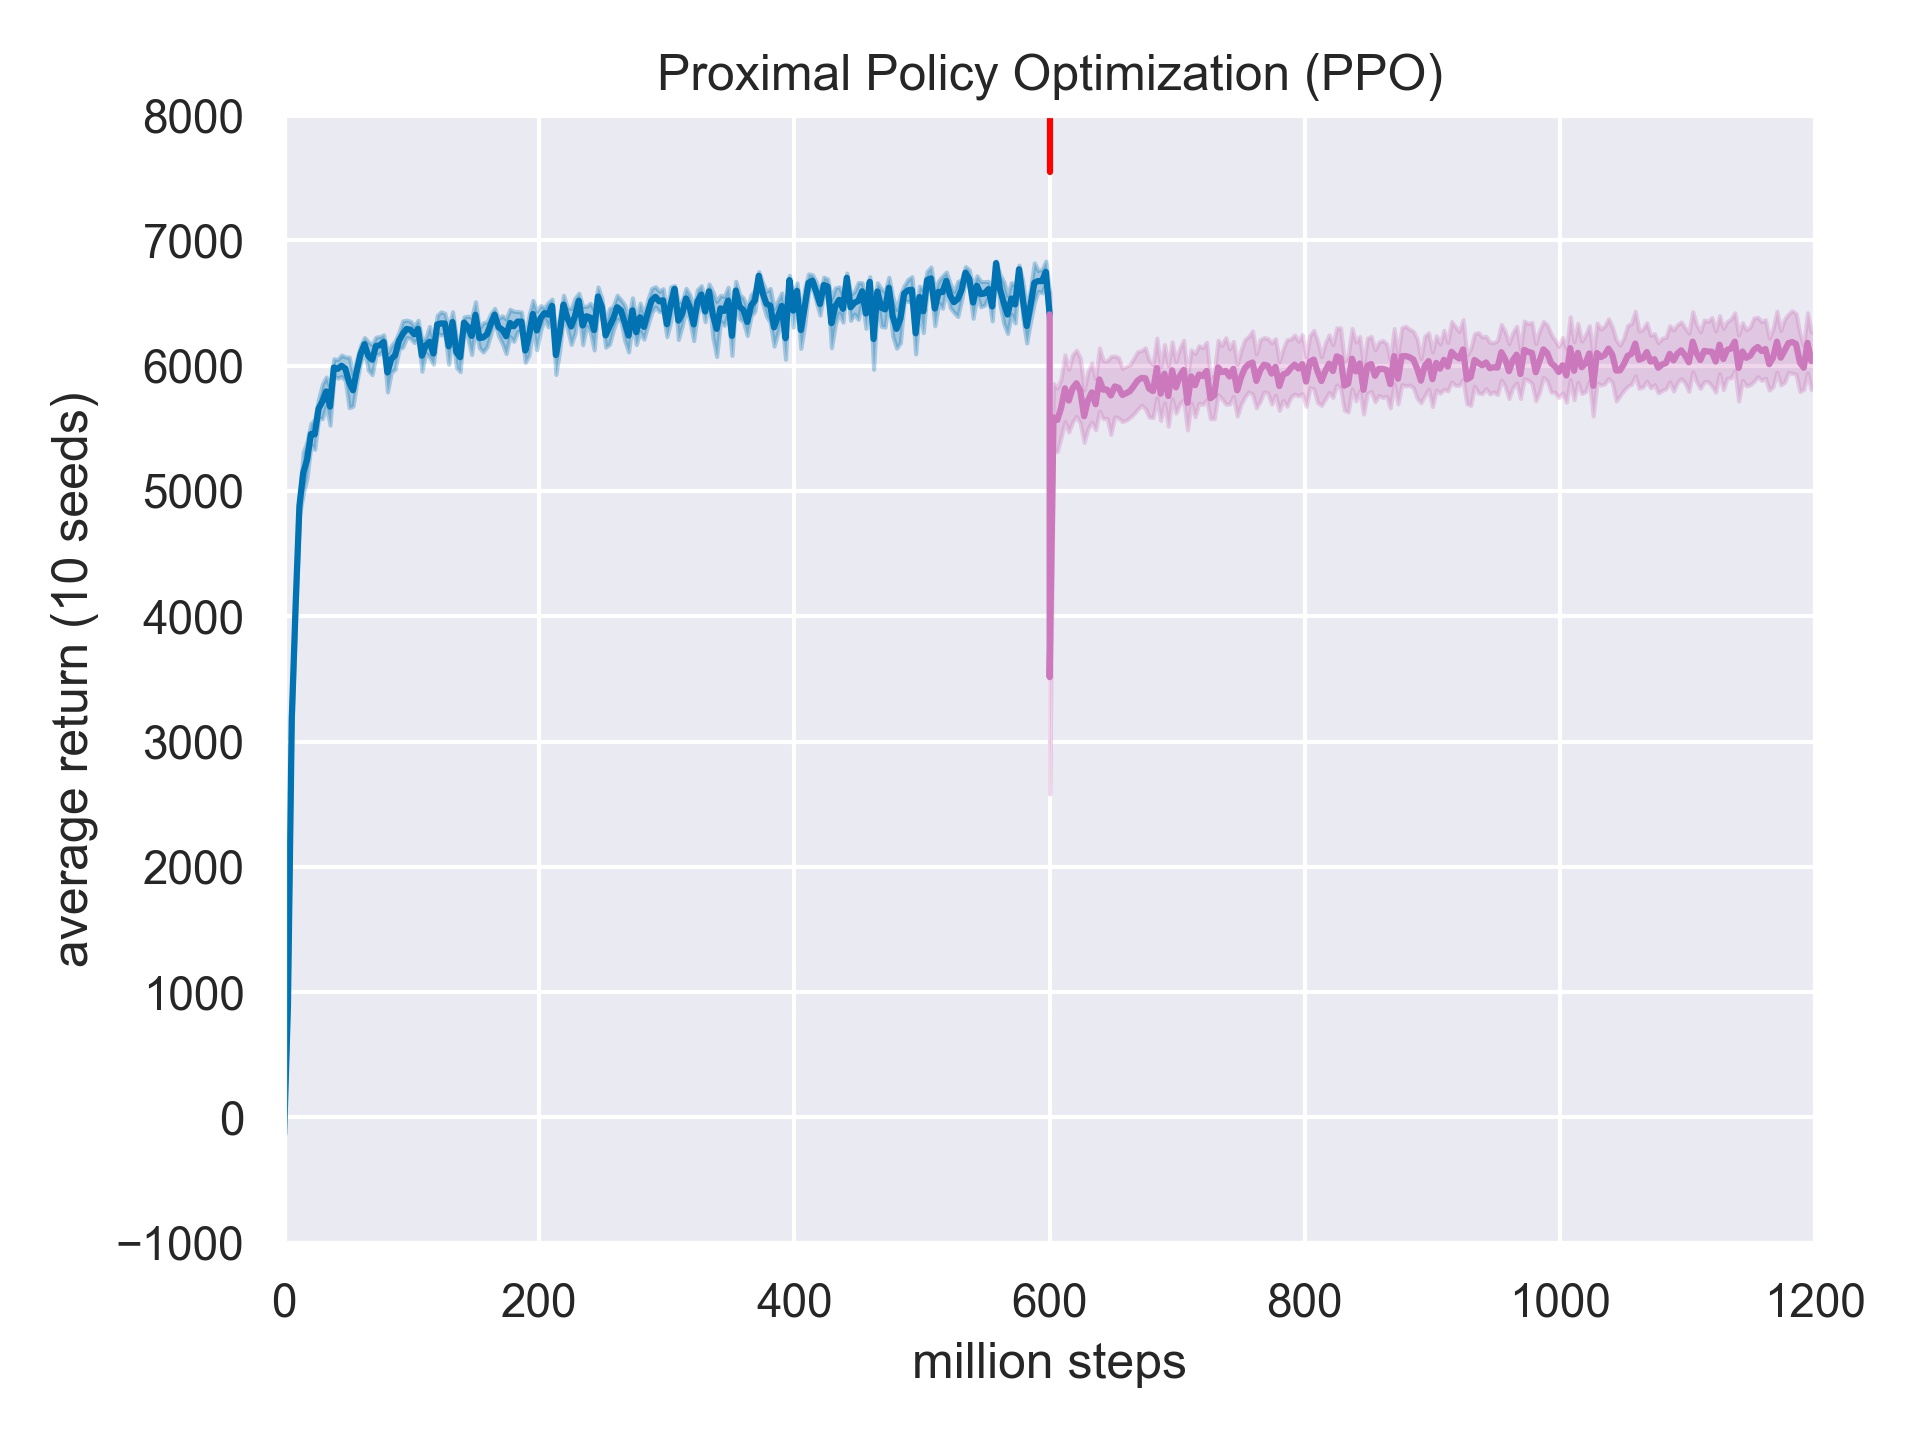 Proximal Policy Optimization (PPO)
8000
7000
6000
5000
4000
3000
2000
1000
0
−1000
average return (10 seeds)
0 200 400 600 800 1000 1200
million steps